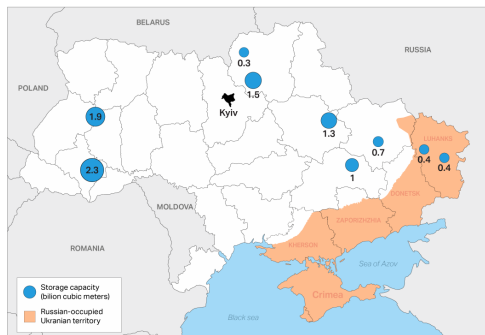 BELARUS
RUSSIA
POLAND
0.3
1.5
Kyiv
1.9
1.3
LUHANSK
0.7
0.4
0.4
2.3
1
DONETSK
MOLDOVA
ZAPORIZHZHIA
KHERSON
ROMANIA
Sea of Azov
Crimea
Black sea
Storage capacity
(bilion cubic meters)
Russian-occupied
Ukranian territory